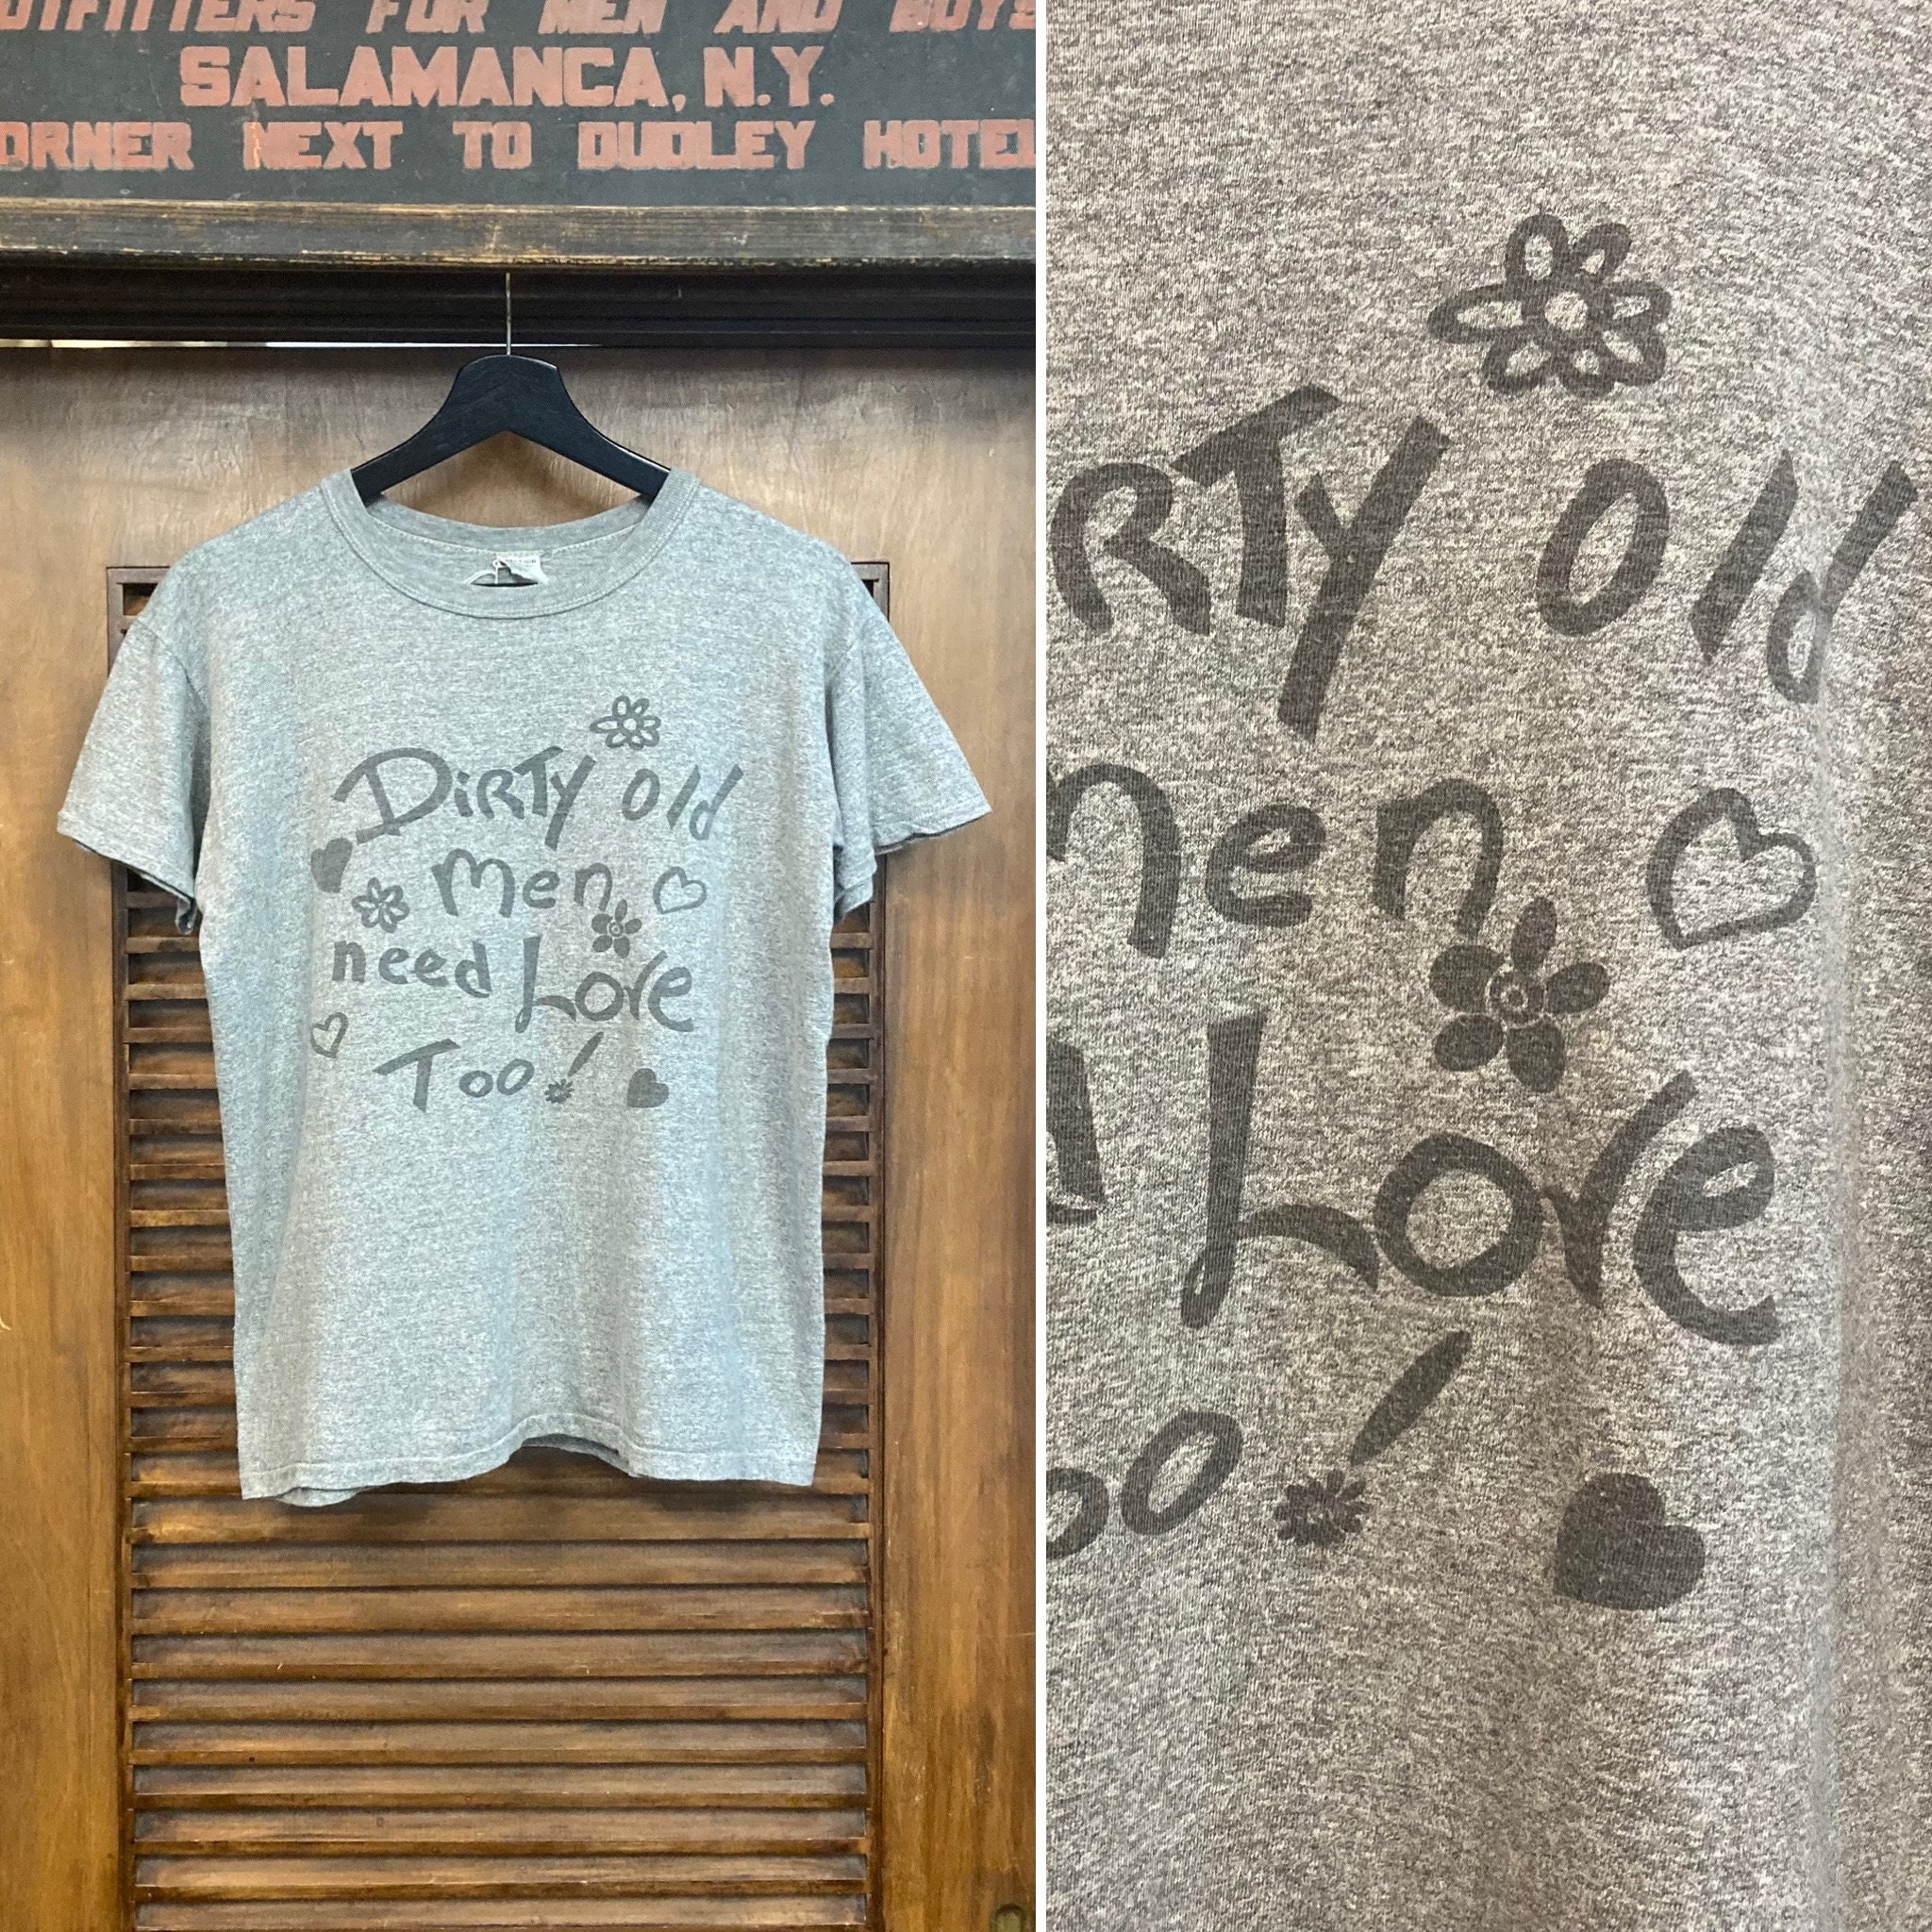 OUTFITTERS FOR MEN AND BOYS
SALAMANCA, N.Y.
CORNER NEXT TO DUDLEY HOTEL
DiRTy old
men
need Love
Too!
RTy old
men
Love
oo!